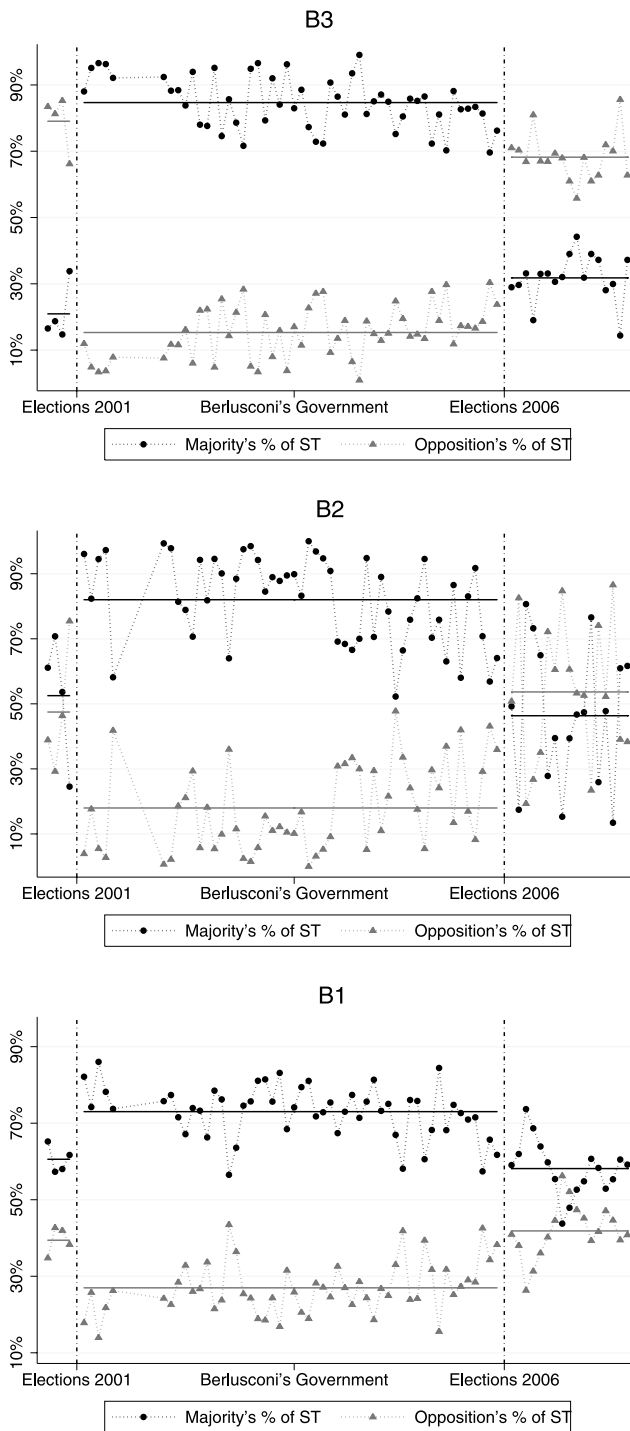 B3
90%
70%
50%
30%
10%
Elections 2001 Berlusconi's Government Elections 2006
Majority's % of ST Opposition's % of ST
B2
90%
70%
50%
30%
10%
Elections 2001 Berlusconi's Government Elections 2006
Majority's % of ST Opposition's % of ST
B1
90%
70%
50%
30%
10%
Elections 2001 Berlusconi's Government Elections 2006
Majority's % of ST Opposition's % of ST